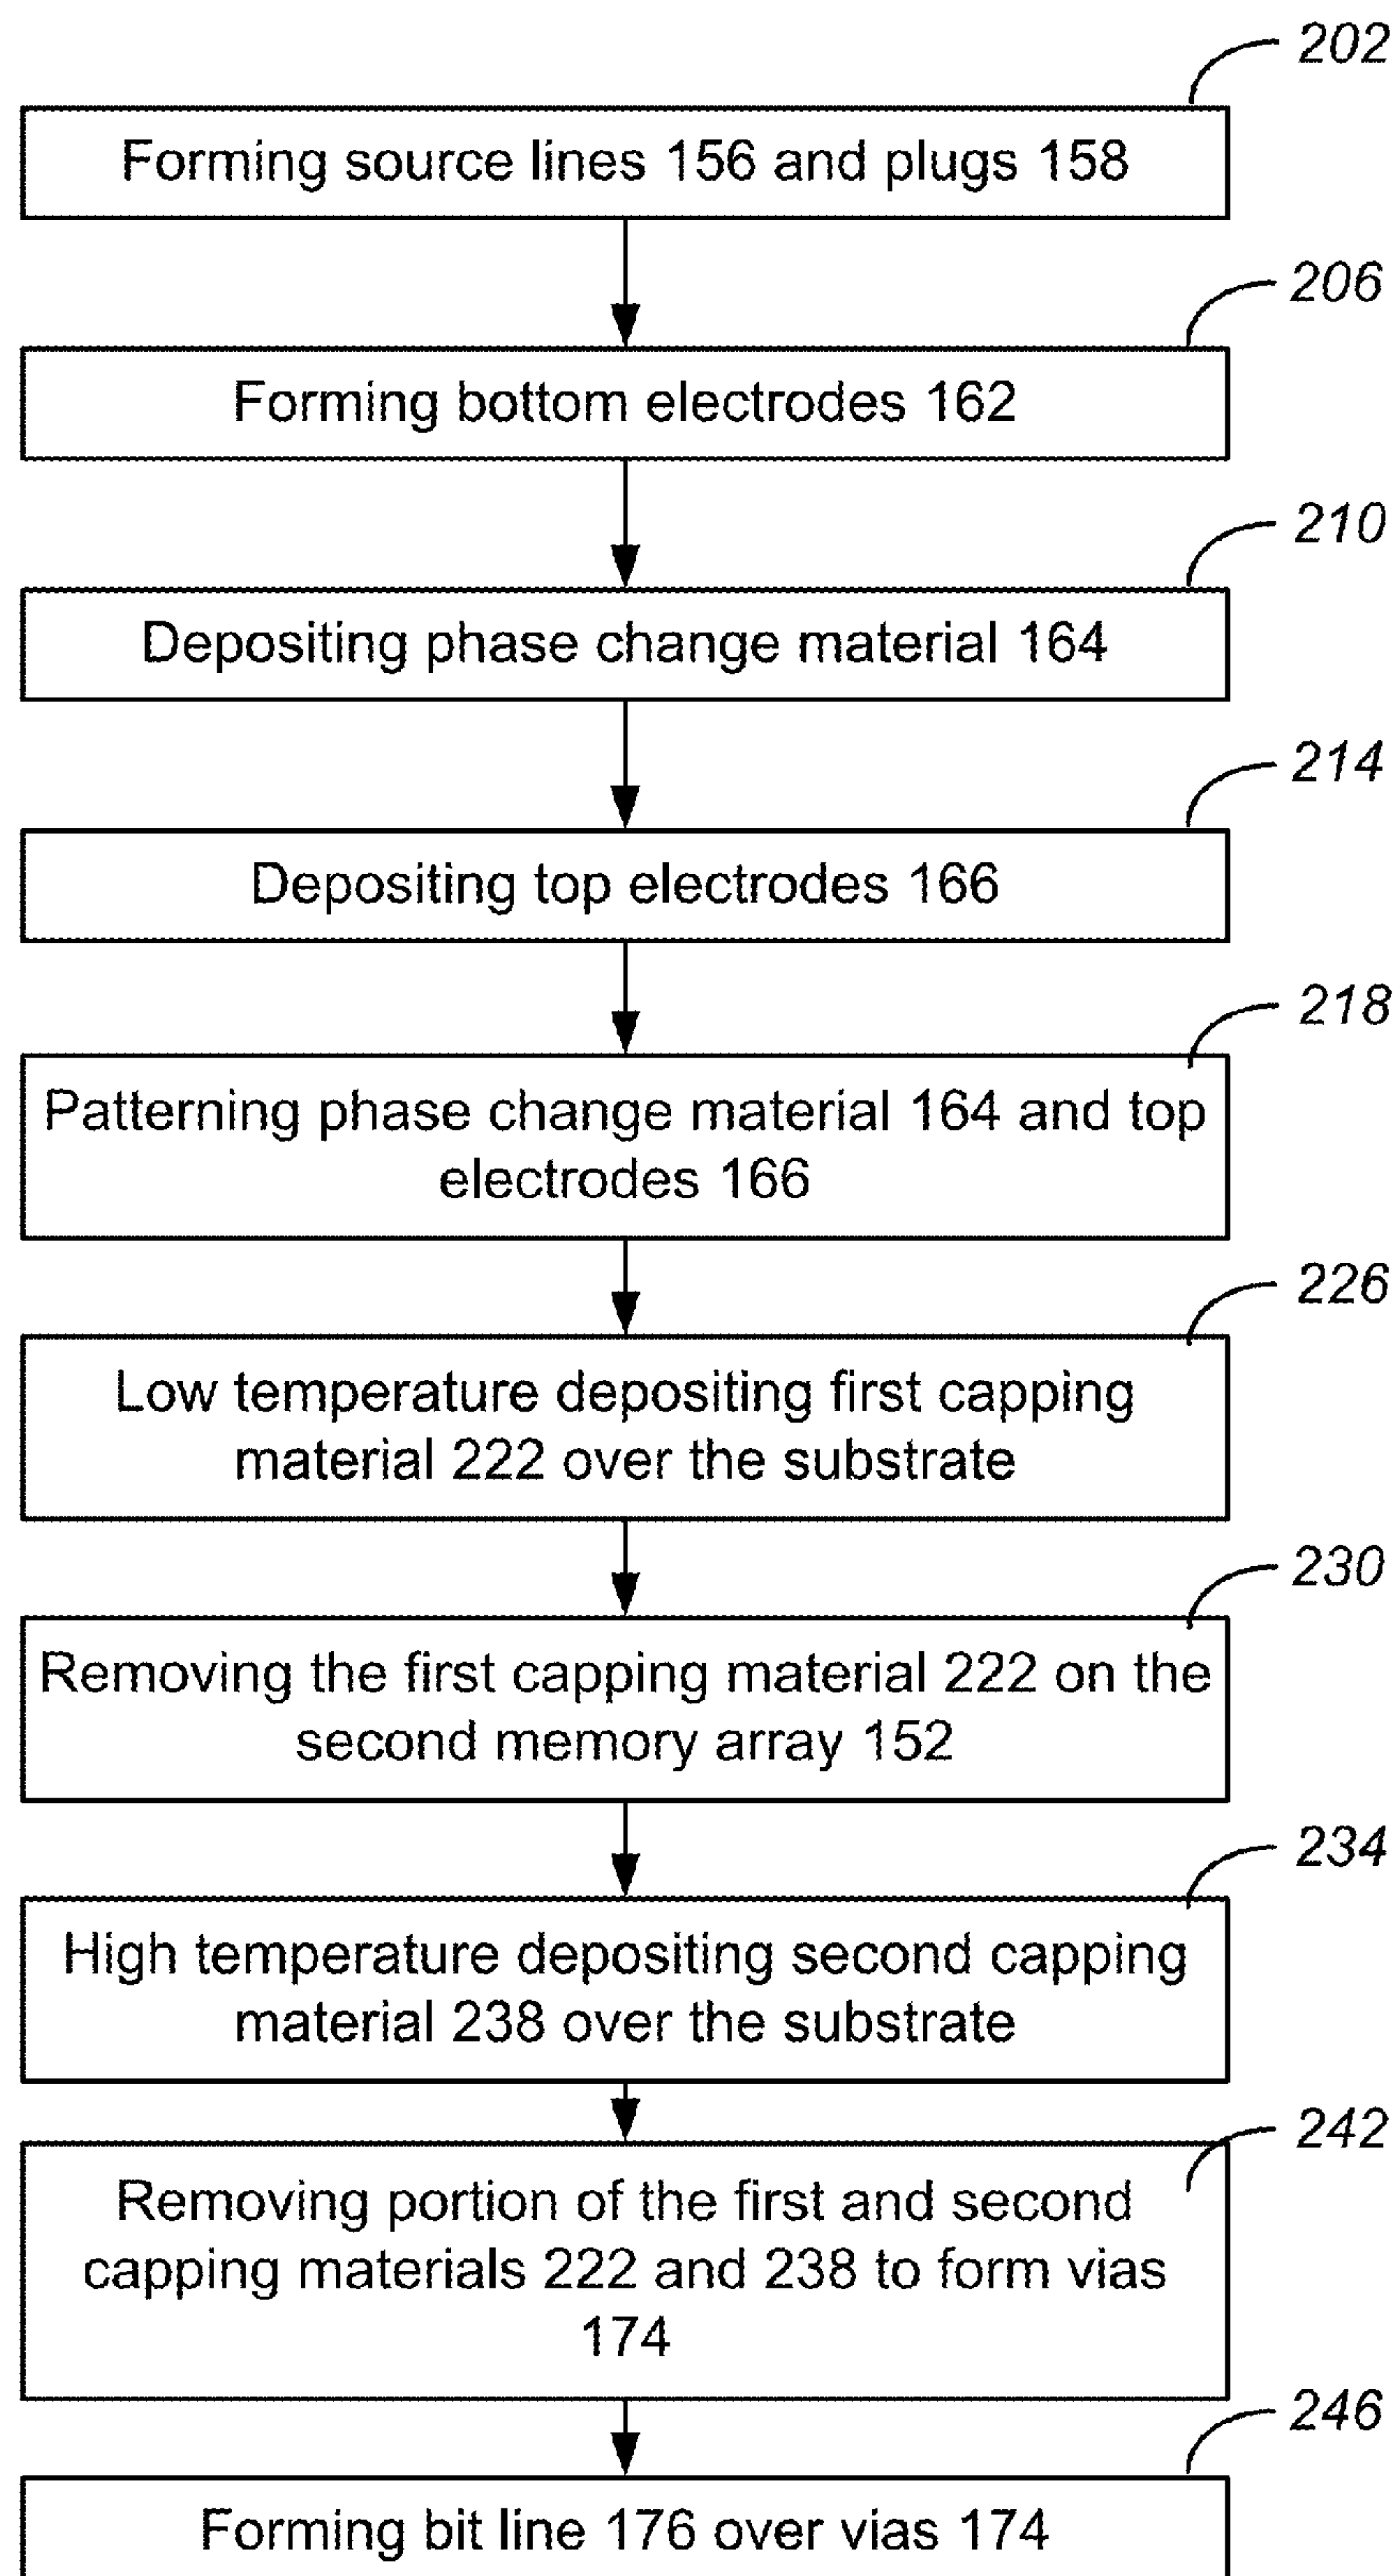 202
Forming source lines 156 and plugs 158
206
Forming bottom electrodes 162
210
Depositing phase change material 164
214
Depositing top electrodes 166
218
Patterning phase change material 164 and top
electrodes 166
226
Low temperature depositing first capping
material 222 over the substrate
230
Removing the first capping material 222 on the
second memory array 152
234
High temperature depositing second capping
material 238 over the substrate
242
Removing portion of the first and second
capping materials 222 and 238 to form vias
174
246
Forming bit line 176 over vias 174